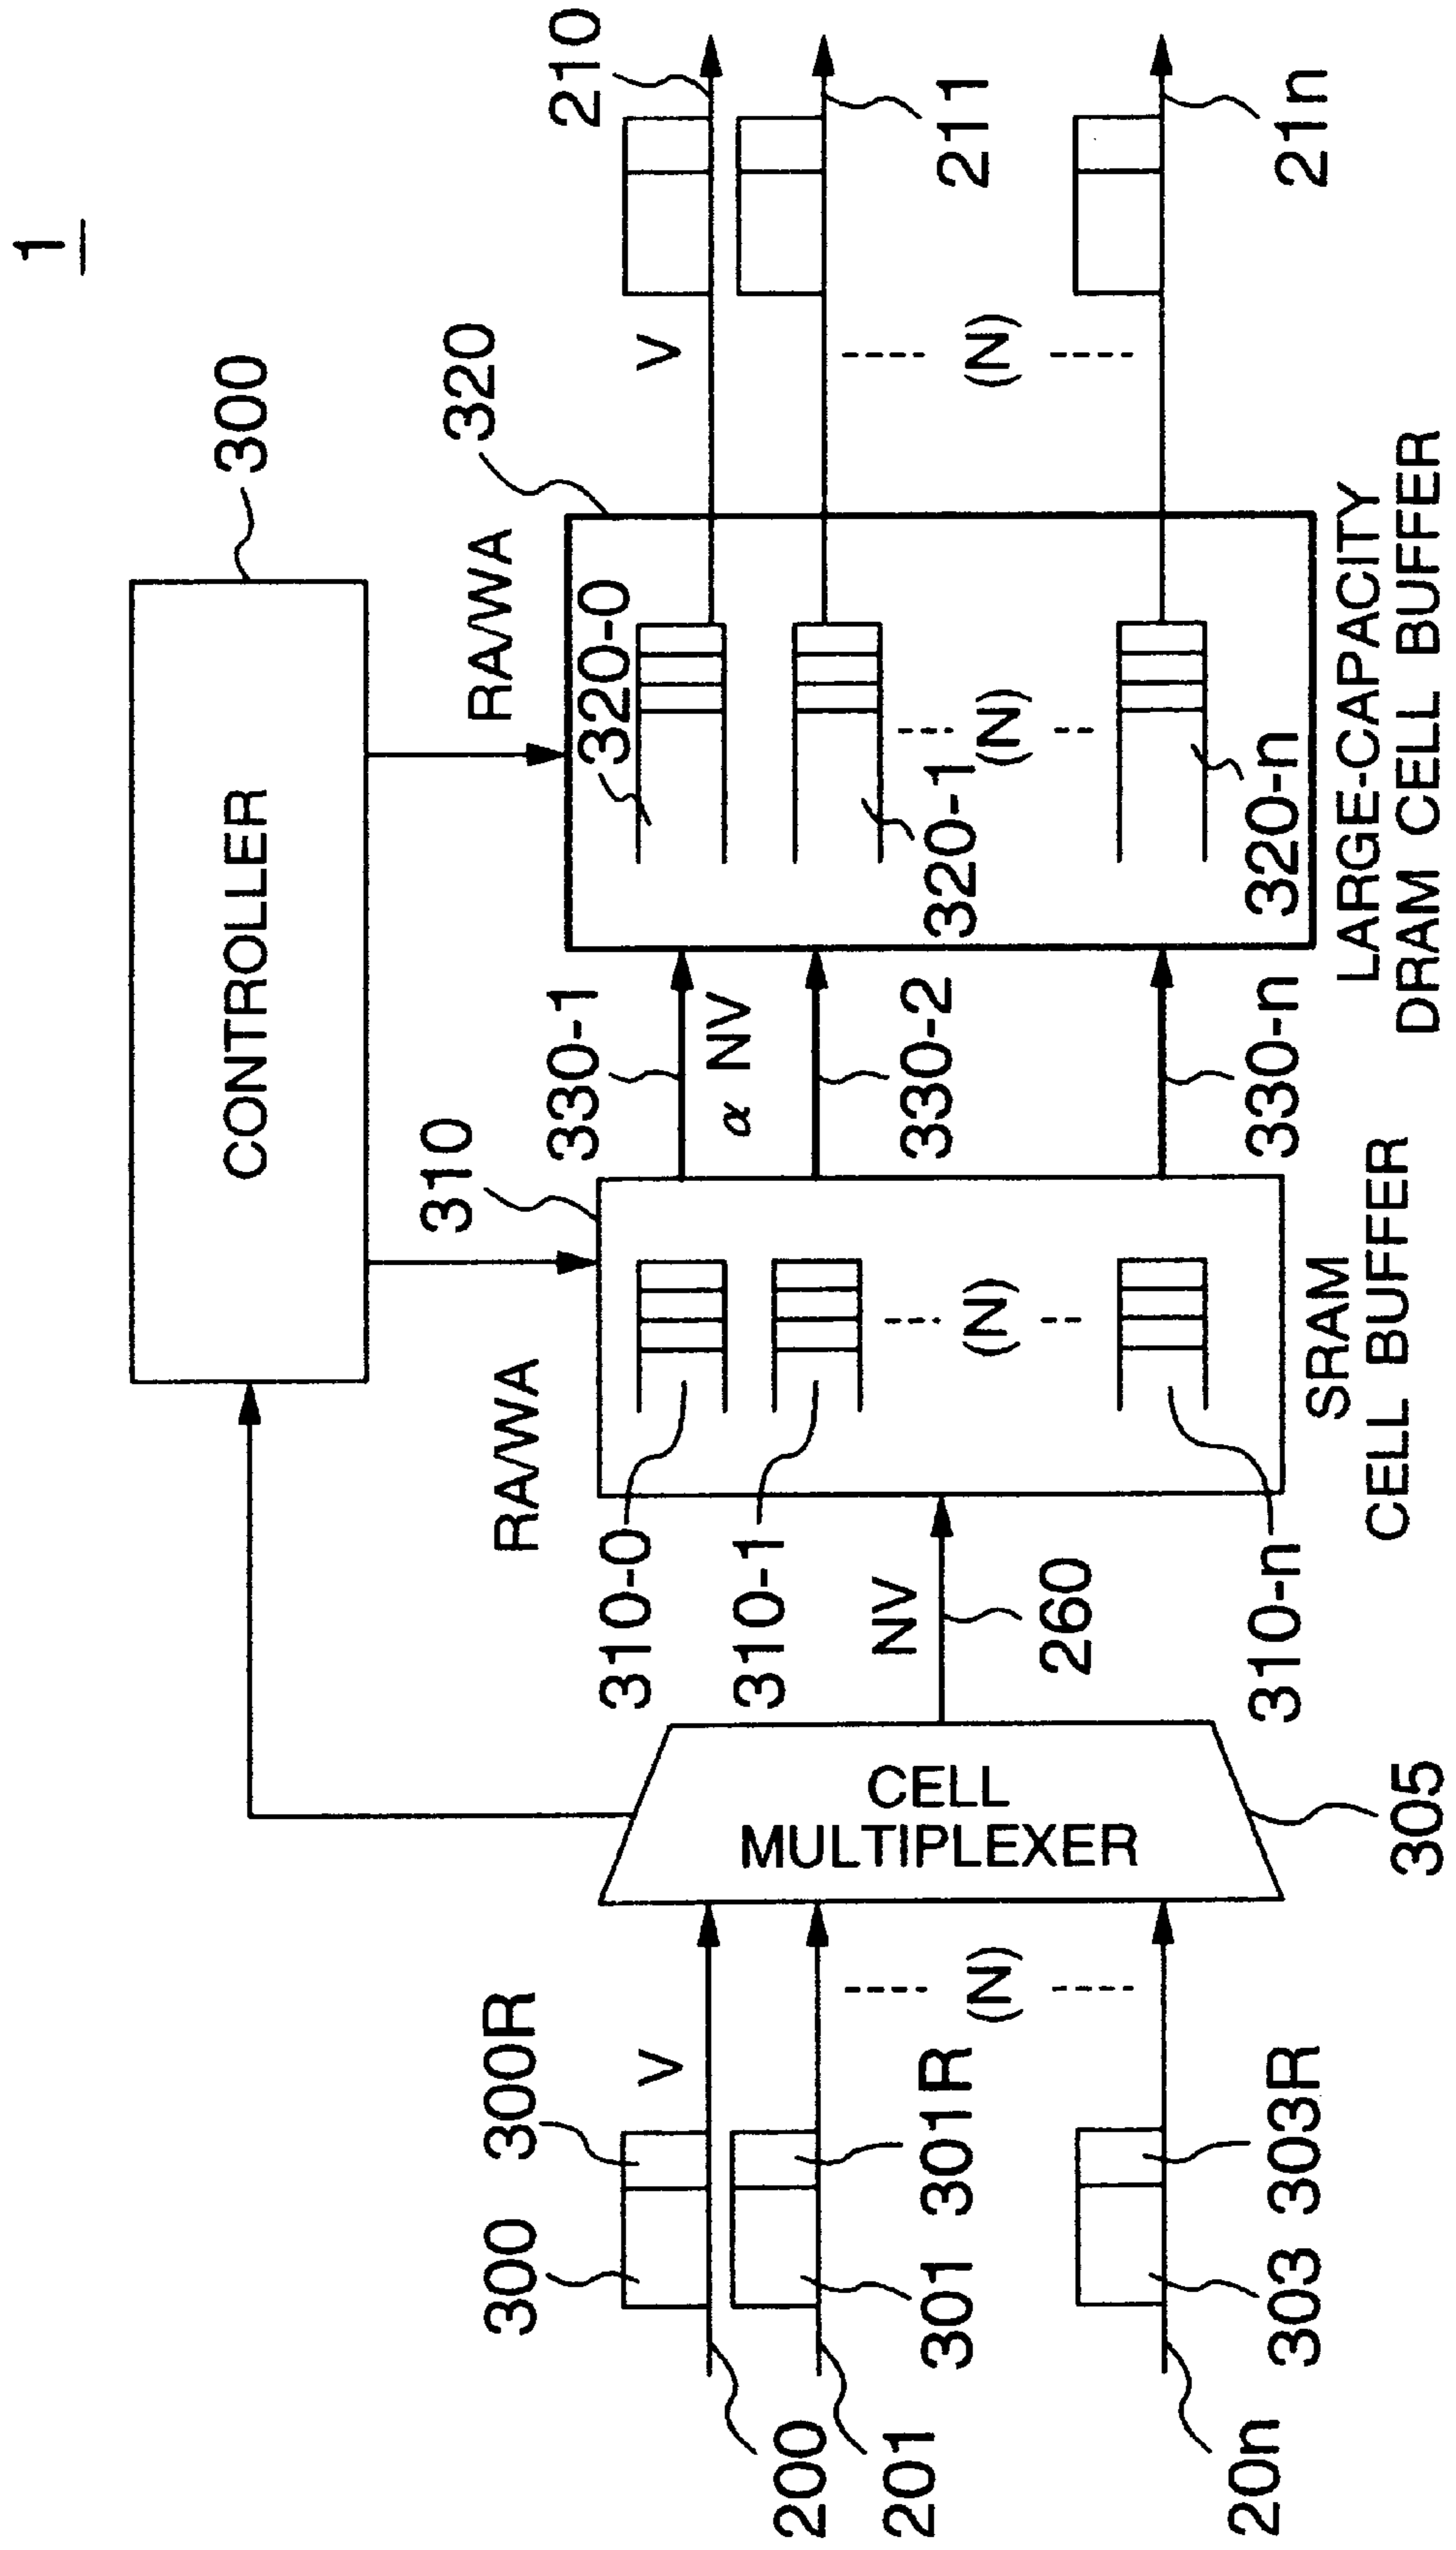 1
300
CONTROLLER
320
310
RA/WA
RA/WA
210
300 300R
V
V
310-0
330-1
320-0
310-1
α NV
NV
CELL
MULTIPLEXER
301 301R
(N)
(N)
(N)
(N)
330-2
320-1
211
200
201
260
303 303R
310-n
330-n
320-n
21n
20n
305
SRAM
CELL BUFFER
LARGE-CAPACITY
DRAM CELL BUFFER